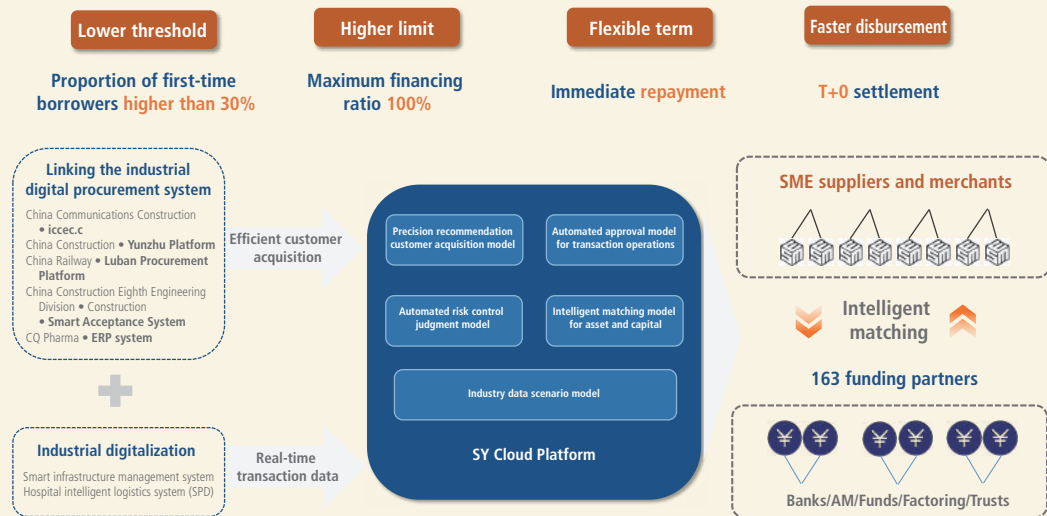 Lower threshold
Higher limit
Flexible term
Faster disbursement
Proportion of first-time
borrowers higher than 30%
Maximum financing
ratio 100%
Immediate repayment
T+0 settlement
Linking the industrial
digital procurement system
China Communications Construction
• iccec.c
China Construction • Yunzhu Platform
China Railway • Luban Procurement
Platform
China Construction Eighth Engineering
Division • Construction
• Smart Acceptance System
CQ Pharma • ERP system
Efficient customer
acquisition
Industrial digitalization
Smart infrastructure management system
Hospital intelligent logistics system (SPD)
Real-time
transaction data
Precision recommendation
customer acquisition model
Automated approval model
for transaction operations
Automated risk control
judgment model
Intelligent matching model
for asset and capital
Industry data scenario model
SY Cloud Platform
SME suppliers and merchants
Intelligent
matching
163 funding partners
¥ ¥ ¥ ¥ ¥ ¥
Banks/AM/Funds/Factoring/Trusts